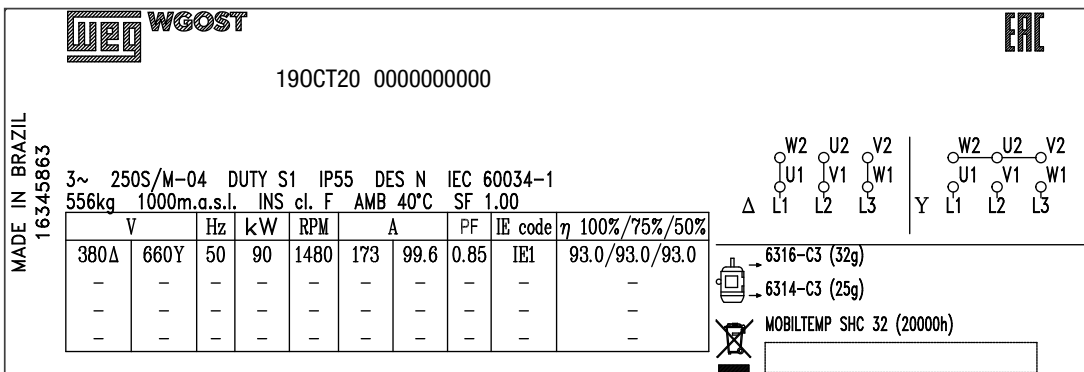 WEG WGOST
EAC
19OCT20 0000000000
MADE IN BRAZIL
16345863
3~ 250S/M-04 DUTY S1 IP55 DES N IEC 60034-1
556kg 1000m.a.s.l. INS cl. F AMB 40°C SF 1.00
V Hz kW RPM A PF IE code η 100%/75%/50%
380Δ 660Y 50 90 1480 173 99.6 0.85 IE1 93.0/93.0/93.0
– – – – – – – – – –
– – – – – – – – – –
– – – – – – – – – –
W2 U2 V2
U1 V1 W1
Δ L1 L2 L3
W2 U2 V2
U1 V1 W1
Y L1 L2 L3
6316-C3 (32g)
6314-C3 (25g)
MOBILTEMP SHC 32 (20000h)